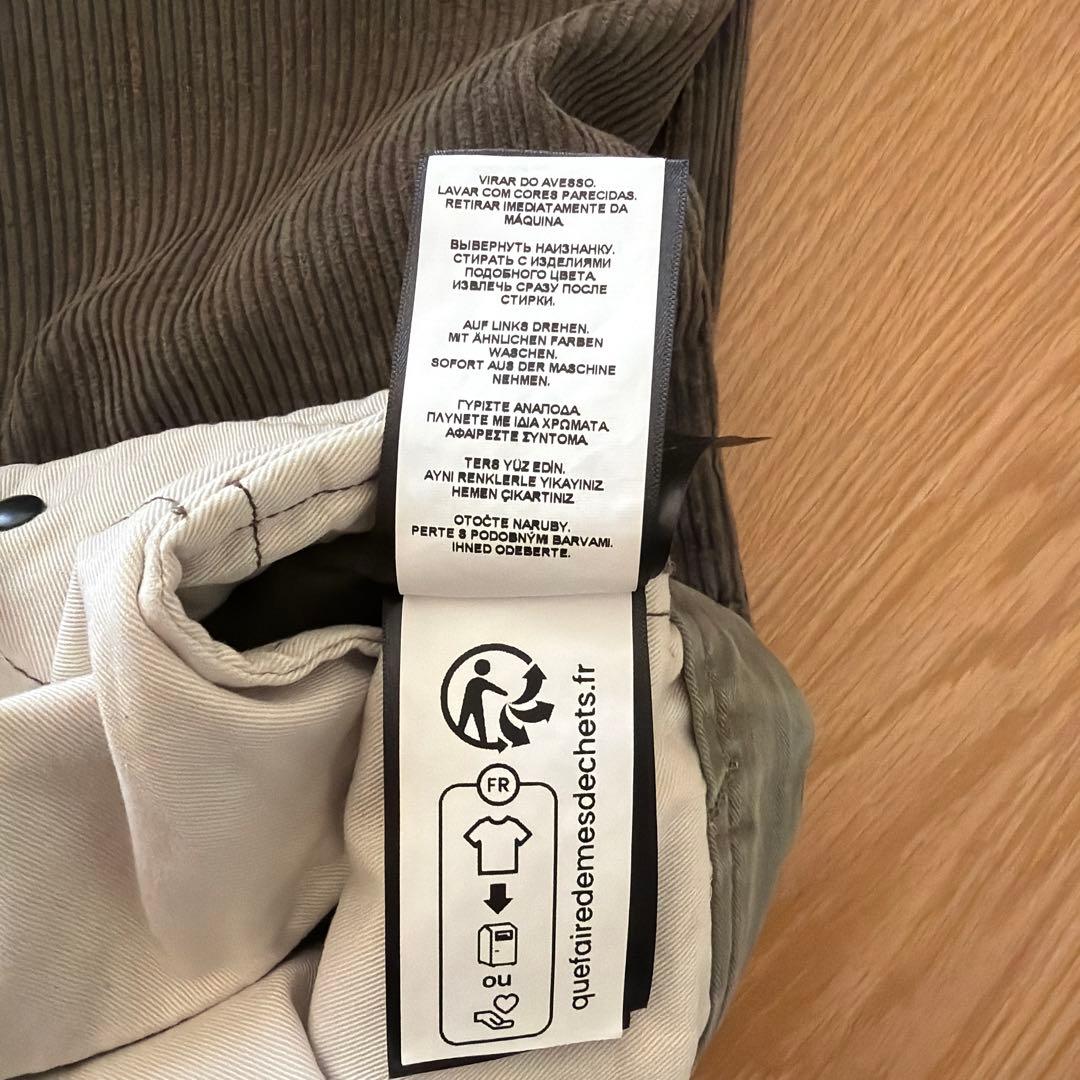 VIRAR DO AVESSO.
LAVAR COM CORES PARECIDAS.
RETIRAR IMEDIATAMENTE DA
MÁQUINA.
ВЫВЕРНУТЬ НАИЗНАНКУ.
СТИРАТЬ С ИЗДЕЛИЯМИ
ПОДОБНОГО ЦВЕТА.
ИЗВЛЕЧЬ СРАЗУ ПОСЛЕ
СТИРКИ.
AUF LINKS DREHEN.
MIT ÄHNLICHEN FARBEN
WASCHEN.
SOFORT AUS DER MASCHINE
NEHMEN.
ΓΥΡΙΣΤΕ ΑΝΑΠΟΔΑ.
ΠΛΥΝΕΤΕ ΜΕ ΙΔΙΑ ΧΡΩΜΑΤΑ.
ΑΦΑΙΡΕΣΤΕ ΣΥΝΤΟΜΑ.
TERS YÜZ EDİN.
AYNI RENKLERLE YIKAYINIZ
HEMEN ÇIKARTINIZ.
OTOČTE NARUBY.
PERTE S PODOBNÝMI BARVAMI.
IHNED ODEBERTE.
FR
ou
quefairedemesdechets.fr